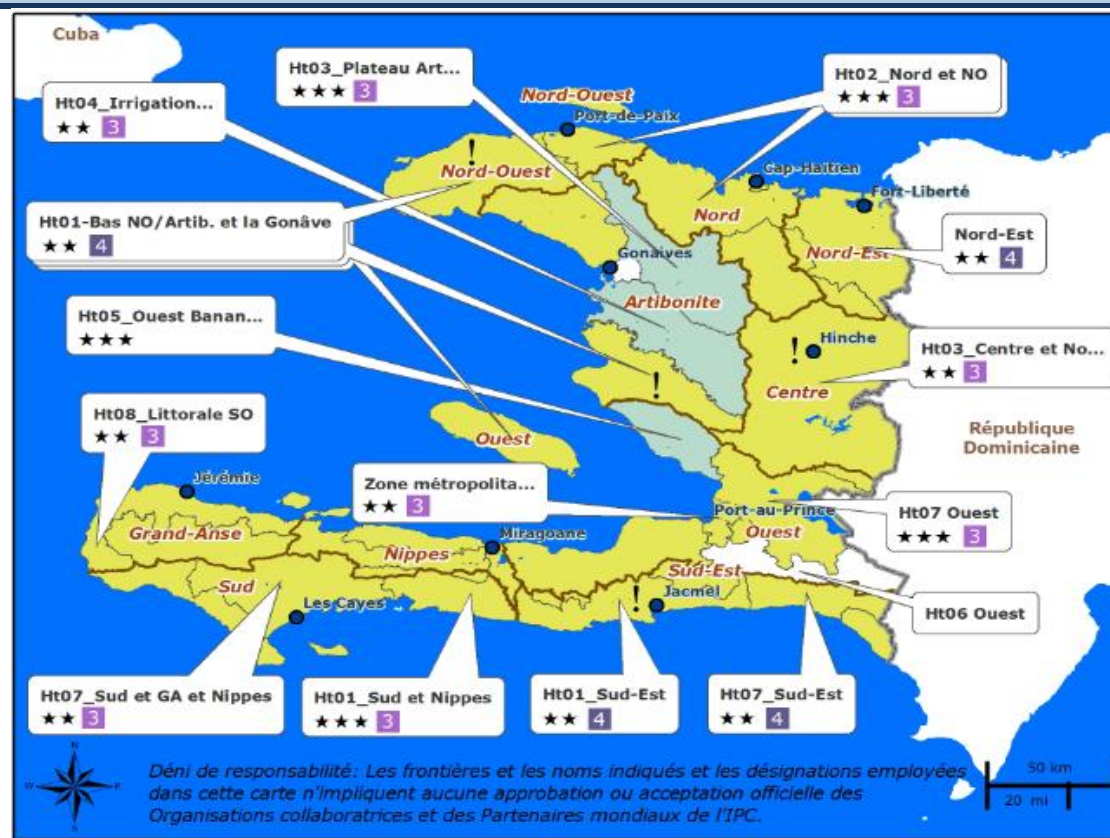 Cuba
Ht03_Plateau Art...
★★★ 3
Ht02_Nord et NO
★★★ 3
Ht04_Irrigation...
★★ 3
Nord-Ouest
Port-de-Paix
Nord-Ouest
Cap-Haïtien
Fort-Liberté
Nord
Ht01-Bas NO/Artib. et la Gonâve
★★ 4
Nord-Est
Nord-Est
★★ 4
Gonaives
Artibonite
Ht05_Ouest Banan...
★★★
Hinche
Ht03_Centre et No...
★★ 3
Centre
Ht08_Littorale SO
★★ 3
Ouest
République
Dominicaine
Jérémie
Zone métropolita...
★★ 3
Port-au-Prince
Ht07 Ouest
★★★ 3
Grand-Anse
Nippes
Miragoane
Ouest
Sud
Sud-Est
Les Cayes
Jacmel
Ht06 Ouest
Ht07_Sud et GA et Nippes
★★ 3
Ht01_Sud et Nippes
★★★ 3
Ht01_Sud-Est
★★ 4
Ht07_Sud-Est
★★ 4
N
W
E
S
Déni de responsabilité: Les frontières et les noms indiqués et les désignations employées
dans cette carte n'impliquent aucune approbation ou acceptation officielle des
Organisations collaboratrices et des Partenaires mondiaux de l'IPC.
50 km
20 mi